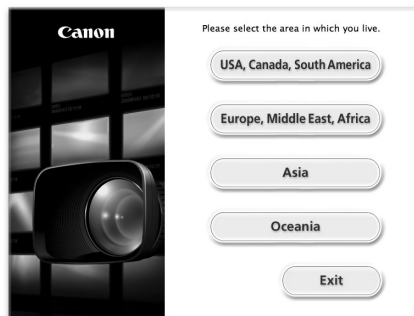 Canon
Please select the area in which you live.
USA, Canada, South America
Europe, Middle East, Africa
Asia
Oceania
Exit